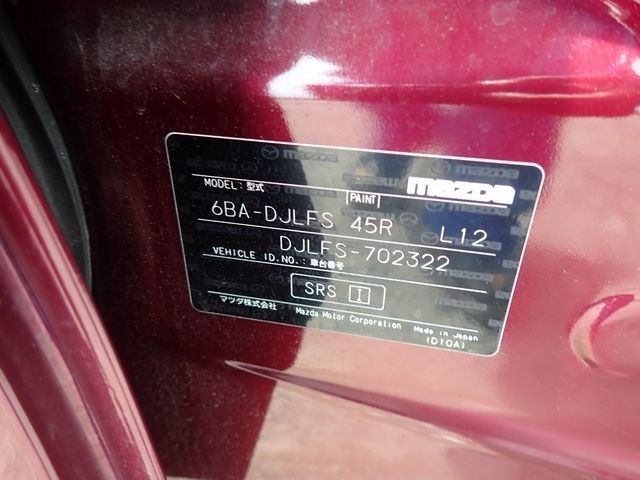 mazda
MODEL: 型式 PAINT
6BA-DJLFS 45R L12
DJLFS-702322
VEHICLE ID.NO.: 車台番号
SRS I
マツダ株式会社 Mazda Motor Corporation Made in Japan
(D10A)